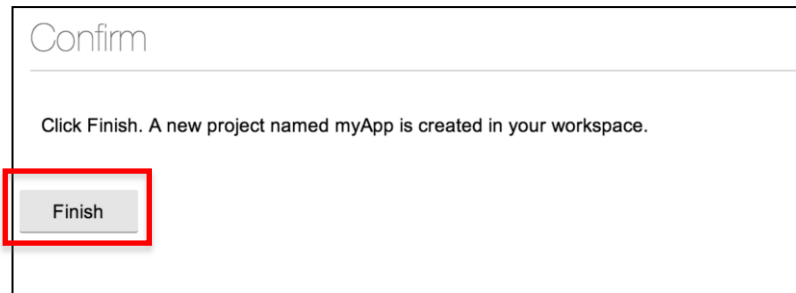 Confirm
Click Finish. A new project named myApp is created in your workspace.
Finish